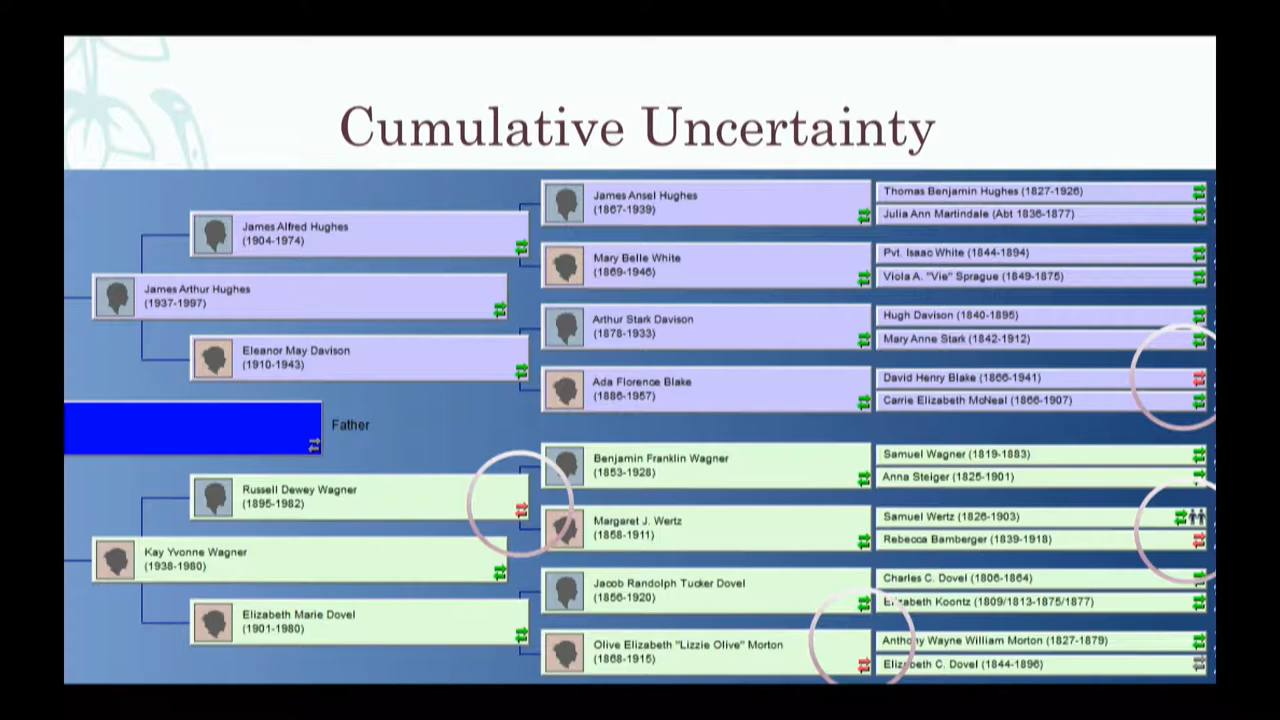 Cumulative Uncertainty
James Alfred Hughes
(1904-1974)
James Arthur Hughes
(1937-1997)
Eleanor May Davison
(1910-1943)
James Ansel Hughes
(1867-1939)
Mary Belle White
(1869-1946)
Arthur Stark Davison
(1878-1933)
Ada Florence Blake
(1886-1957)
Thomas Benjamin Hughes (1827-1926)
Julia Ann Martindale (Abt 1836-1877)
Pvt. Isaac White (1844-1894)
Viola A. "Vie" Sprague (1849-1875)
Hugh Davison (1840-1895)
Mary Anne Stark (1842-1912)
David Henry Blake (1866-1941)
Carrie Elizabeth McNeal (1866-1907)
Father
Russell Dewey Wagner
(1895-1982)
Kay Yvonne Wagner
(1938-1980)
Elizabeth Marie Dovel
(1901-1980)
Benjamin Franklin Wagner
(1853-1928)
Margaret J. Wertz
(1858-1911)
Jacob Randolph Tucker Dovel
(1856-1920)
Olive Elizabeth "Lizzie Olive" Morton
(1868-1915)
Samuel Wagner (1819-1883)
Anna Steiger (1825-1901)
Samuel Wertz (1826-1903)
Rebecca Bamberger (1839-1918)
Charles C. Dovel (1806-1864)
Elizabeth Koontz (1809/1813-1875/1877)
Anthony Wayne William Morton (1827-1879)
Elizabeth C. Dovel (1844-1896)